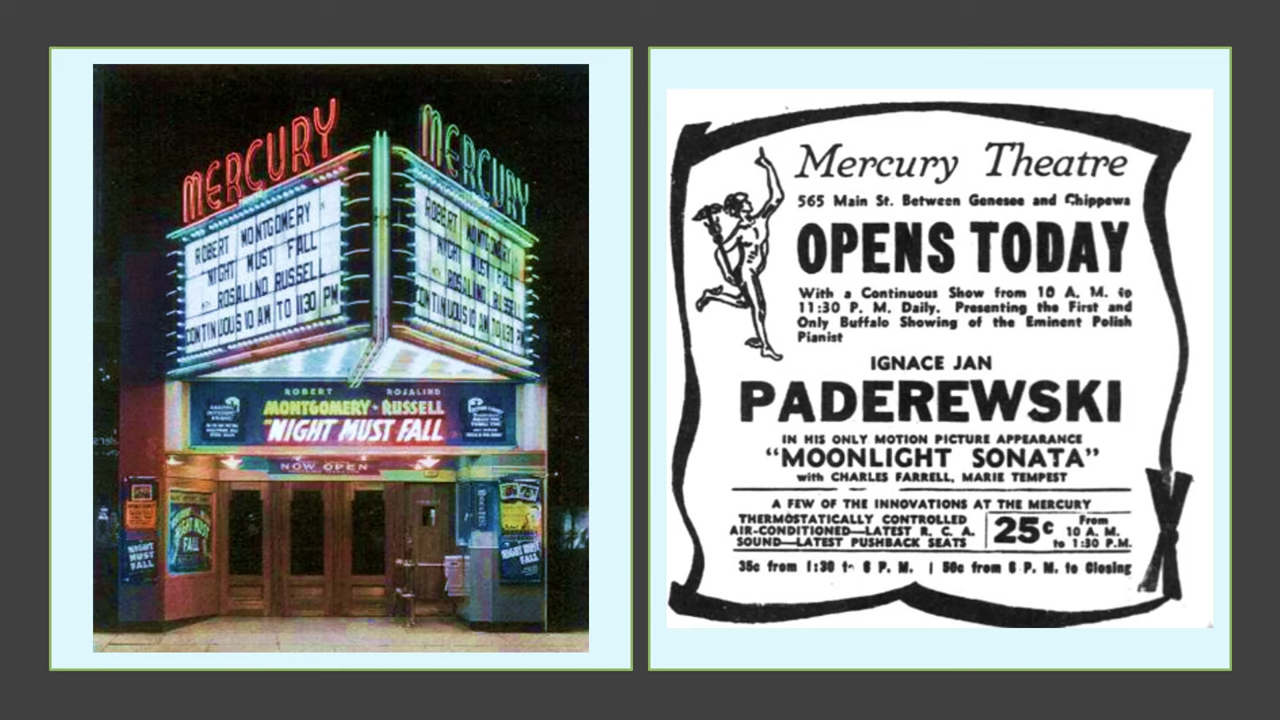 MERCURY
MERCURY
ROBERT MONTGOMERY
NIGHT MUST FALL
ROSALIND RUSSELL
CONTINUOUS 10 AM TO 1130 PM
ROBERT MONTGOMERY
NIGHT MUST FALL
ROSALIND RUSSELL
CONTINUOUS 10 AM TO 1130 P
ROBERT ROSALIND
MONTGOMERY • RUSSELL
"NIGHT MUST FALL
NOW OPEN
NIGHT
MUST
FALL
NIGHT MUST
FALL
NIGHT
MUST
FALL
Mercury Theatre
565 Main St. Between Genesee and Chippewa
OPENS TODAY
With a Continuous Show from 10 A. M. to
11:30 P. M. Daily. Presenting the First and
Only Buffalo Showing of the Eminent Polish
Pianist
IGNACE JAN
PADEREWSKI
IN HIS ONLY MOTION PICTURE APPEARANCE
"MOONLIGHT SONATA"
with CHARLES FARRELL, MARIE TEMPEST
A FEW OF THE INNOVATIONS AT THE MERCURY
THERMOSTATICALLY CONTROLLED
AIR-CONDITIONED—LATEST R. C. A.
SOUND—LATEST PUSHBACK SEATS
25c From
10 A. M.
to 1:30 P.M.
35c from 1:30 to 6 P. M. | 50c from 6 P. M. to Closing